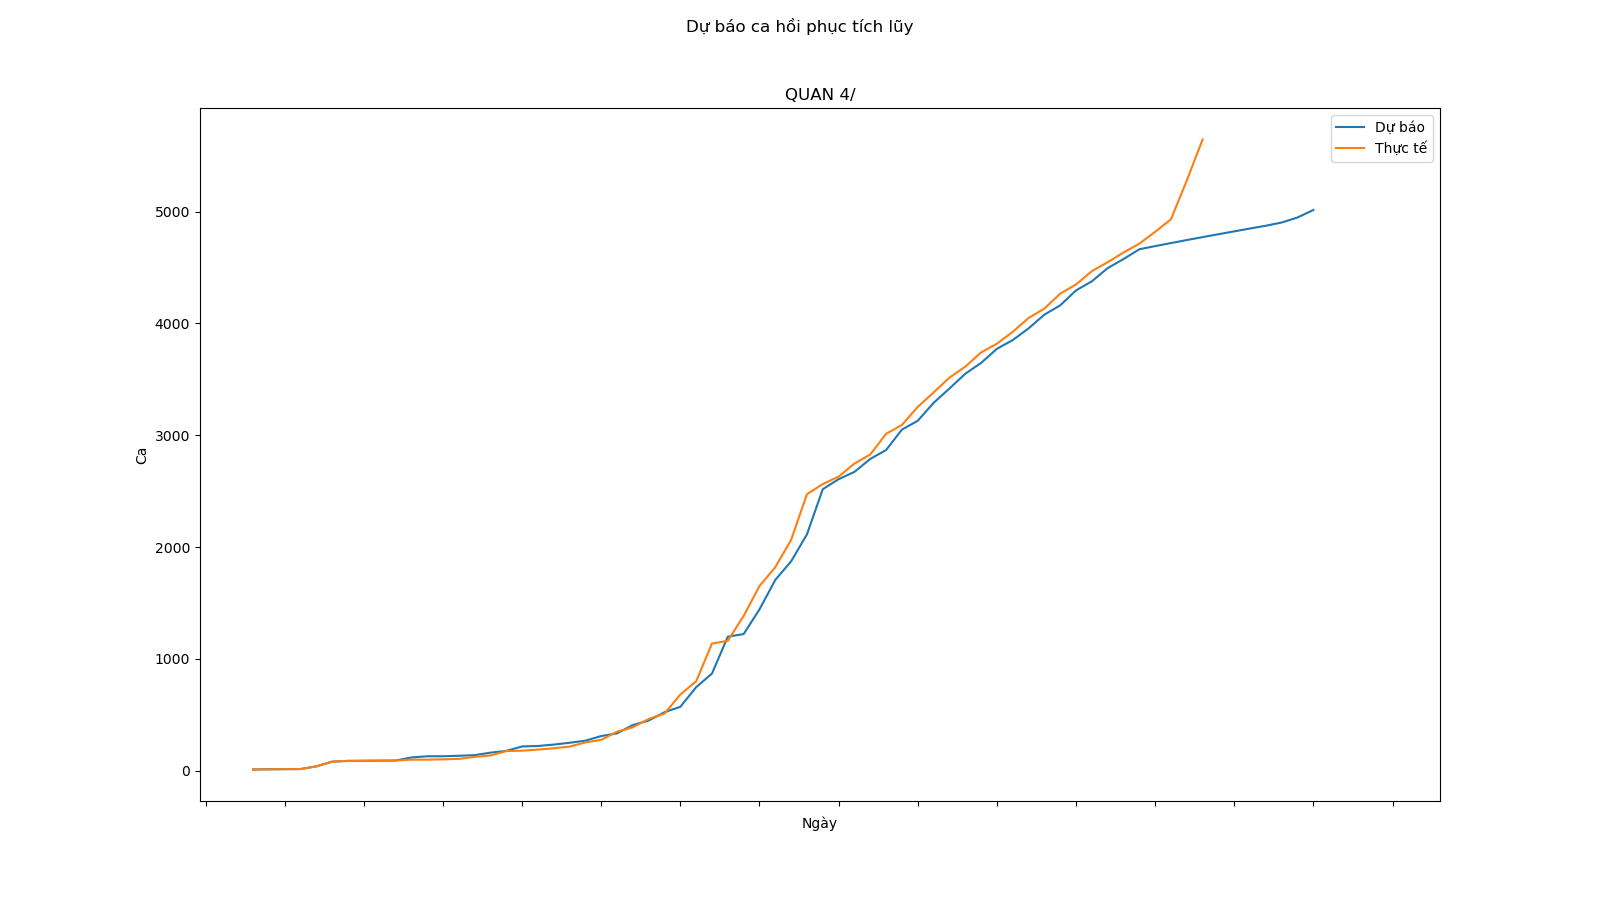 Dự báo ca hồi phục tích lũy
QUAN 4/
Dự báo
Thực tế
5000
4000
3000
2000
1000
0
Ca
Ngày